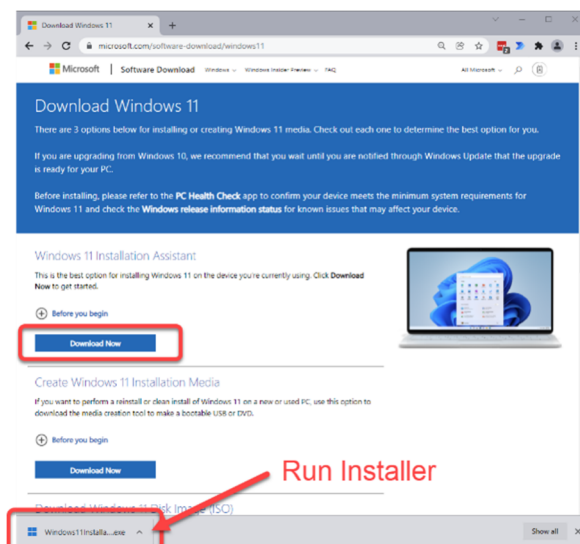 Download Windows 11
microsoft.com/software-download/windows11
Microsoft Software Download Windows Windows Insider Preview FAQ All Microsoft
Download Windows 11
There are 3 options below for installing or creating Windows 11 media. Check out each one to determine the best option for you.
If you are upgrading from Windows 10, we recommend that you wait until you are notified through Windows Update that the upgrade
is ready for your PC.
Before installing, please refer to the PC Health Check app to confirm your device meets the minimum system requirements for
Windows 11 and check the Windows release information status for known issues that may affect your device.
Windows 11 Installation Assistant
This is the best option for installing Windows 11 on the device you're currently using. Click Download
Now to get started.
Before you begin
Download Now
Create Windows 11 Installation Media
If you want to perform a reinstall or clean install of Windows 11 on a new or used PC, use this option to
download the media creation tool to make a bootable USB or DVD.
Before you begin
Download Now
Run Installer
Download Windows 11 Disk Image (ISO)
Windows11Installa...exe
Show all